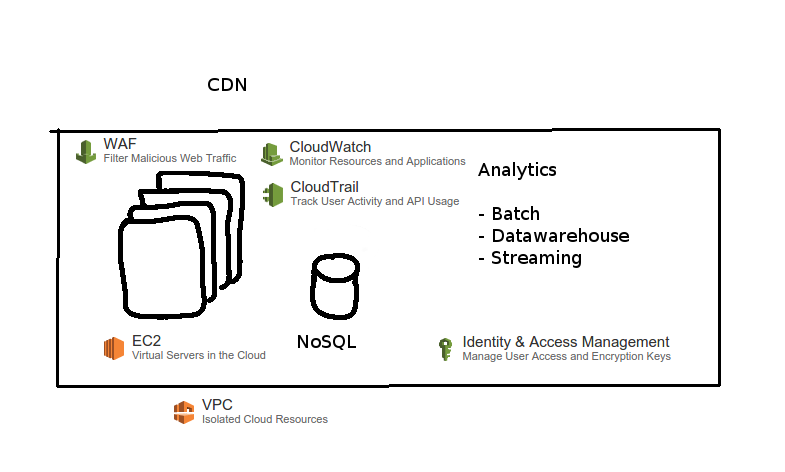 CDN
WAF
Filter Malicious Web Traffic
CloudWatch
Monitor Resources and Applications
CloudTrail
Track User Activity and API Usage
Analytics
- Batch
- Datawarehouse
- Streaming
NoSQL
EC2
Virtual Servers in the Cloud
Identity & Access Management
Manage User Access and Encryption Keys
VPC
Isolated Cloud Resources